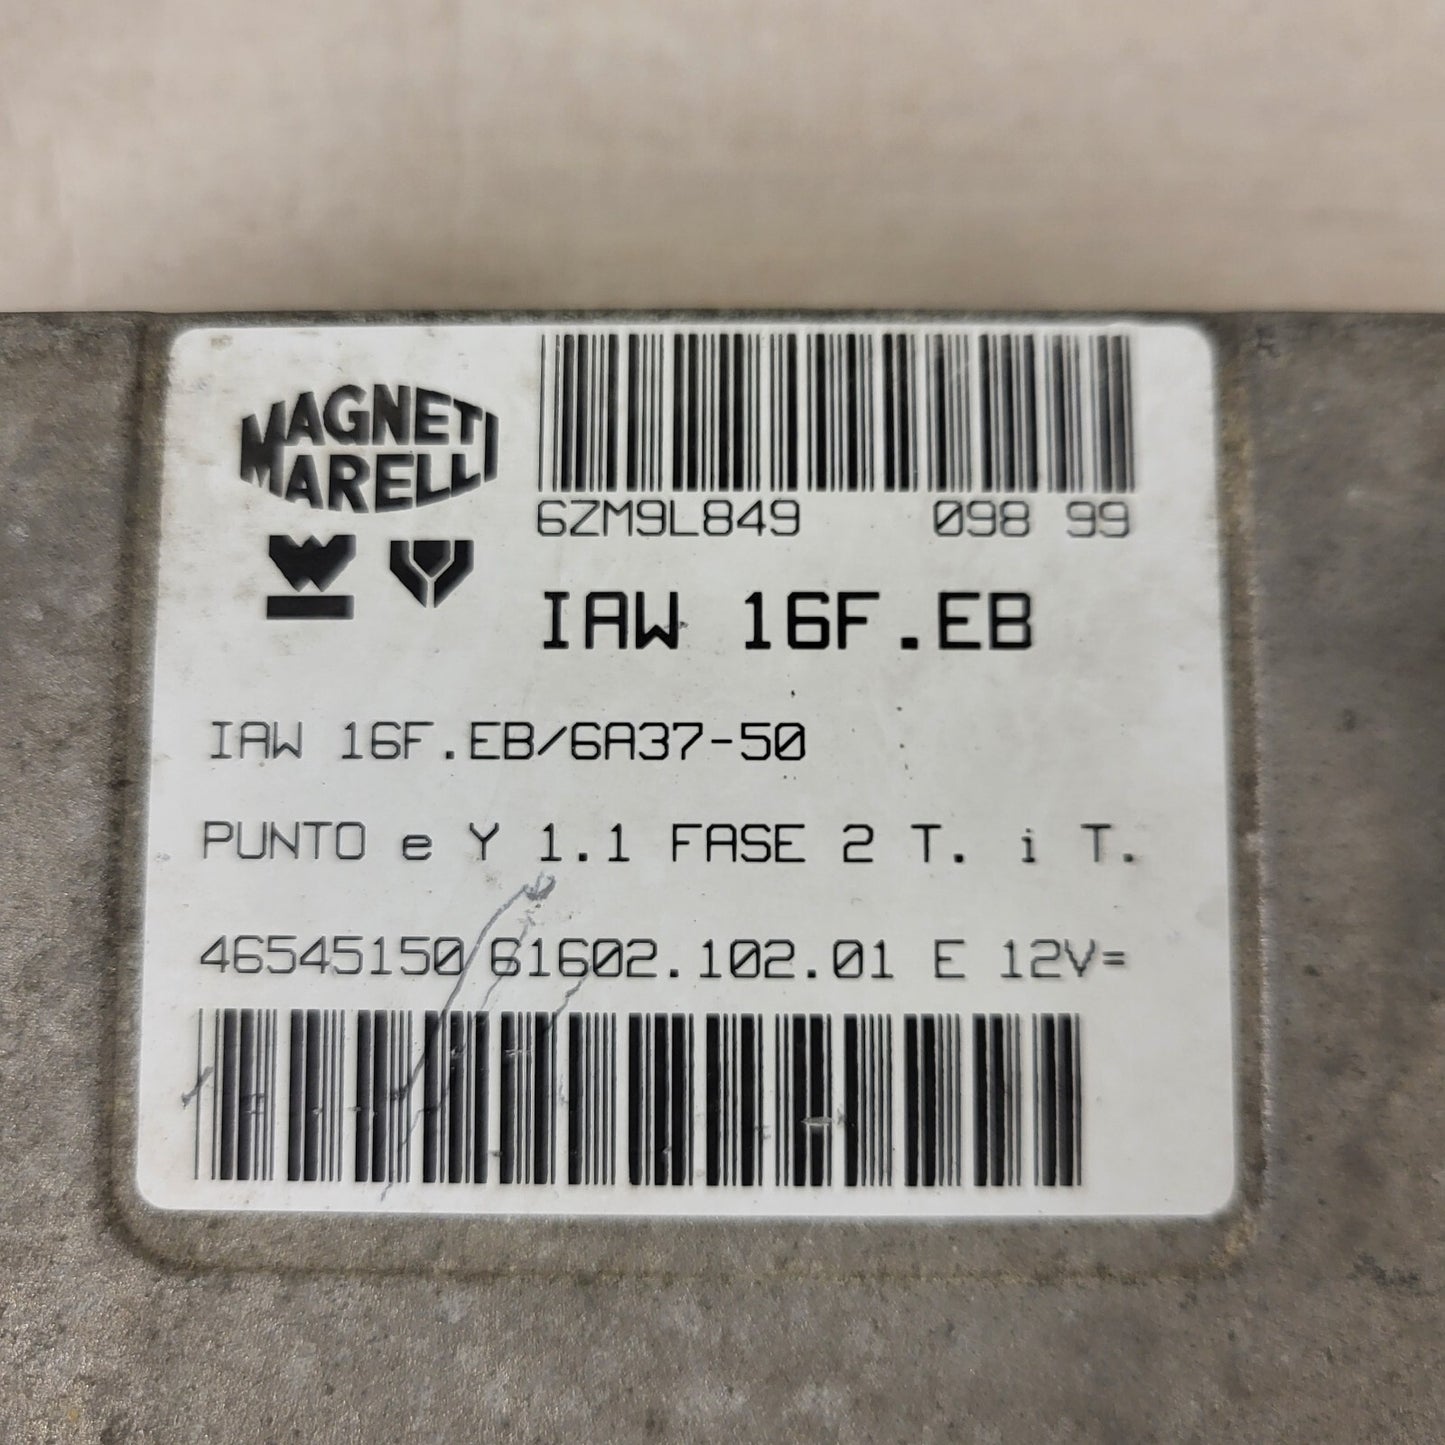 MAGNETI
MARELLI
6ZM9L849 098 99
IAW 16F.EB
IAW 16F.EB/6A37-50
PUNTO e Y 1.1 FASE 2 T. i T.
46545150 61602.102.01 E 12V=